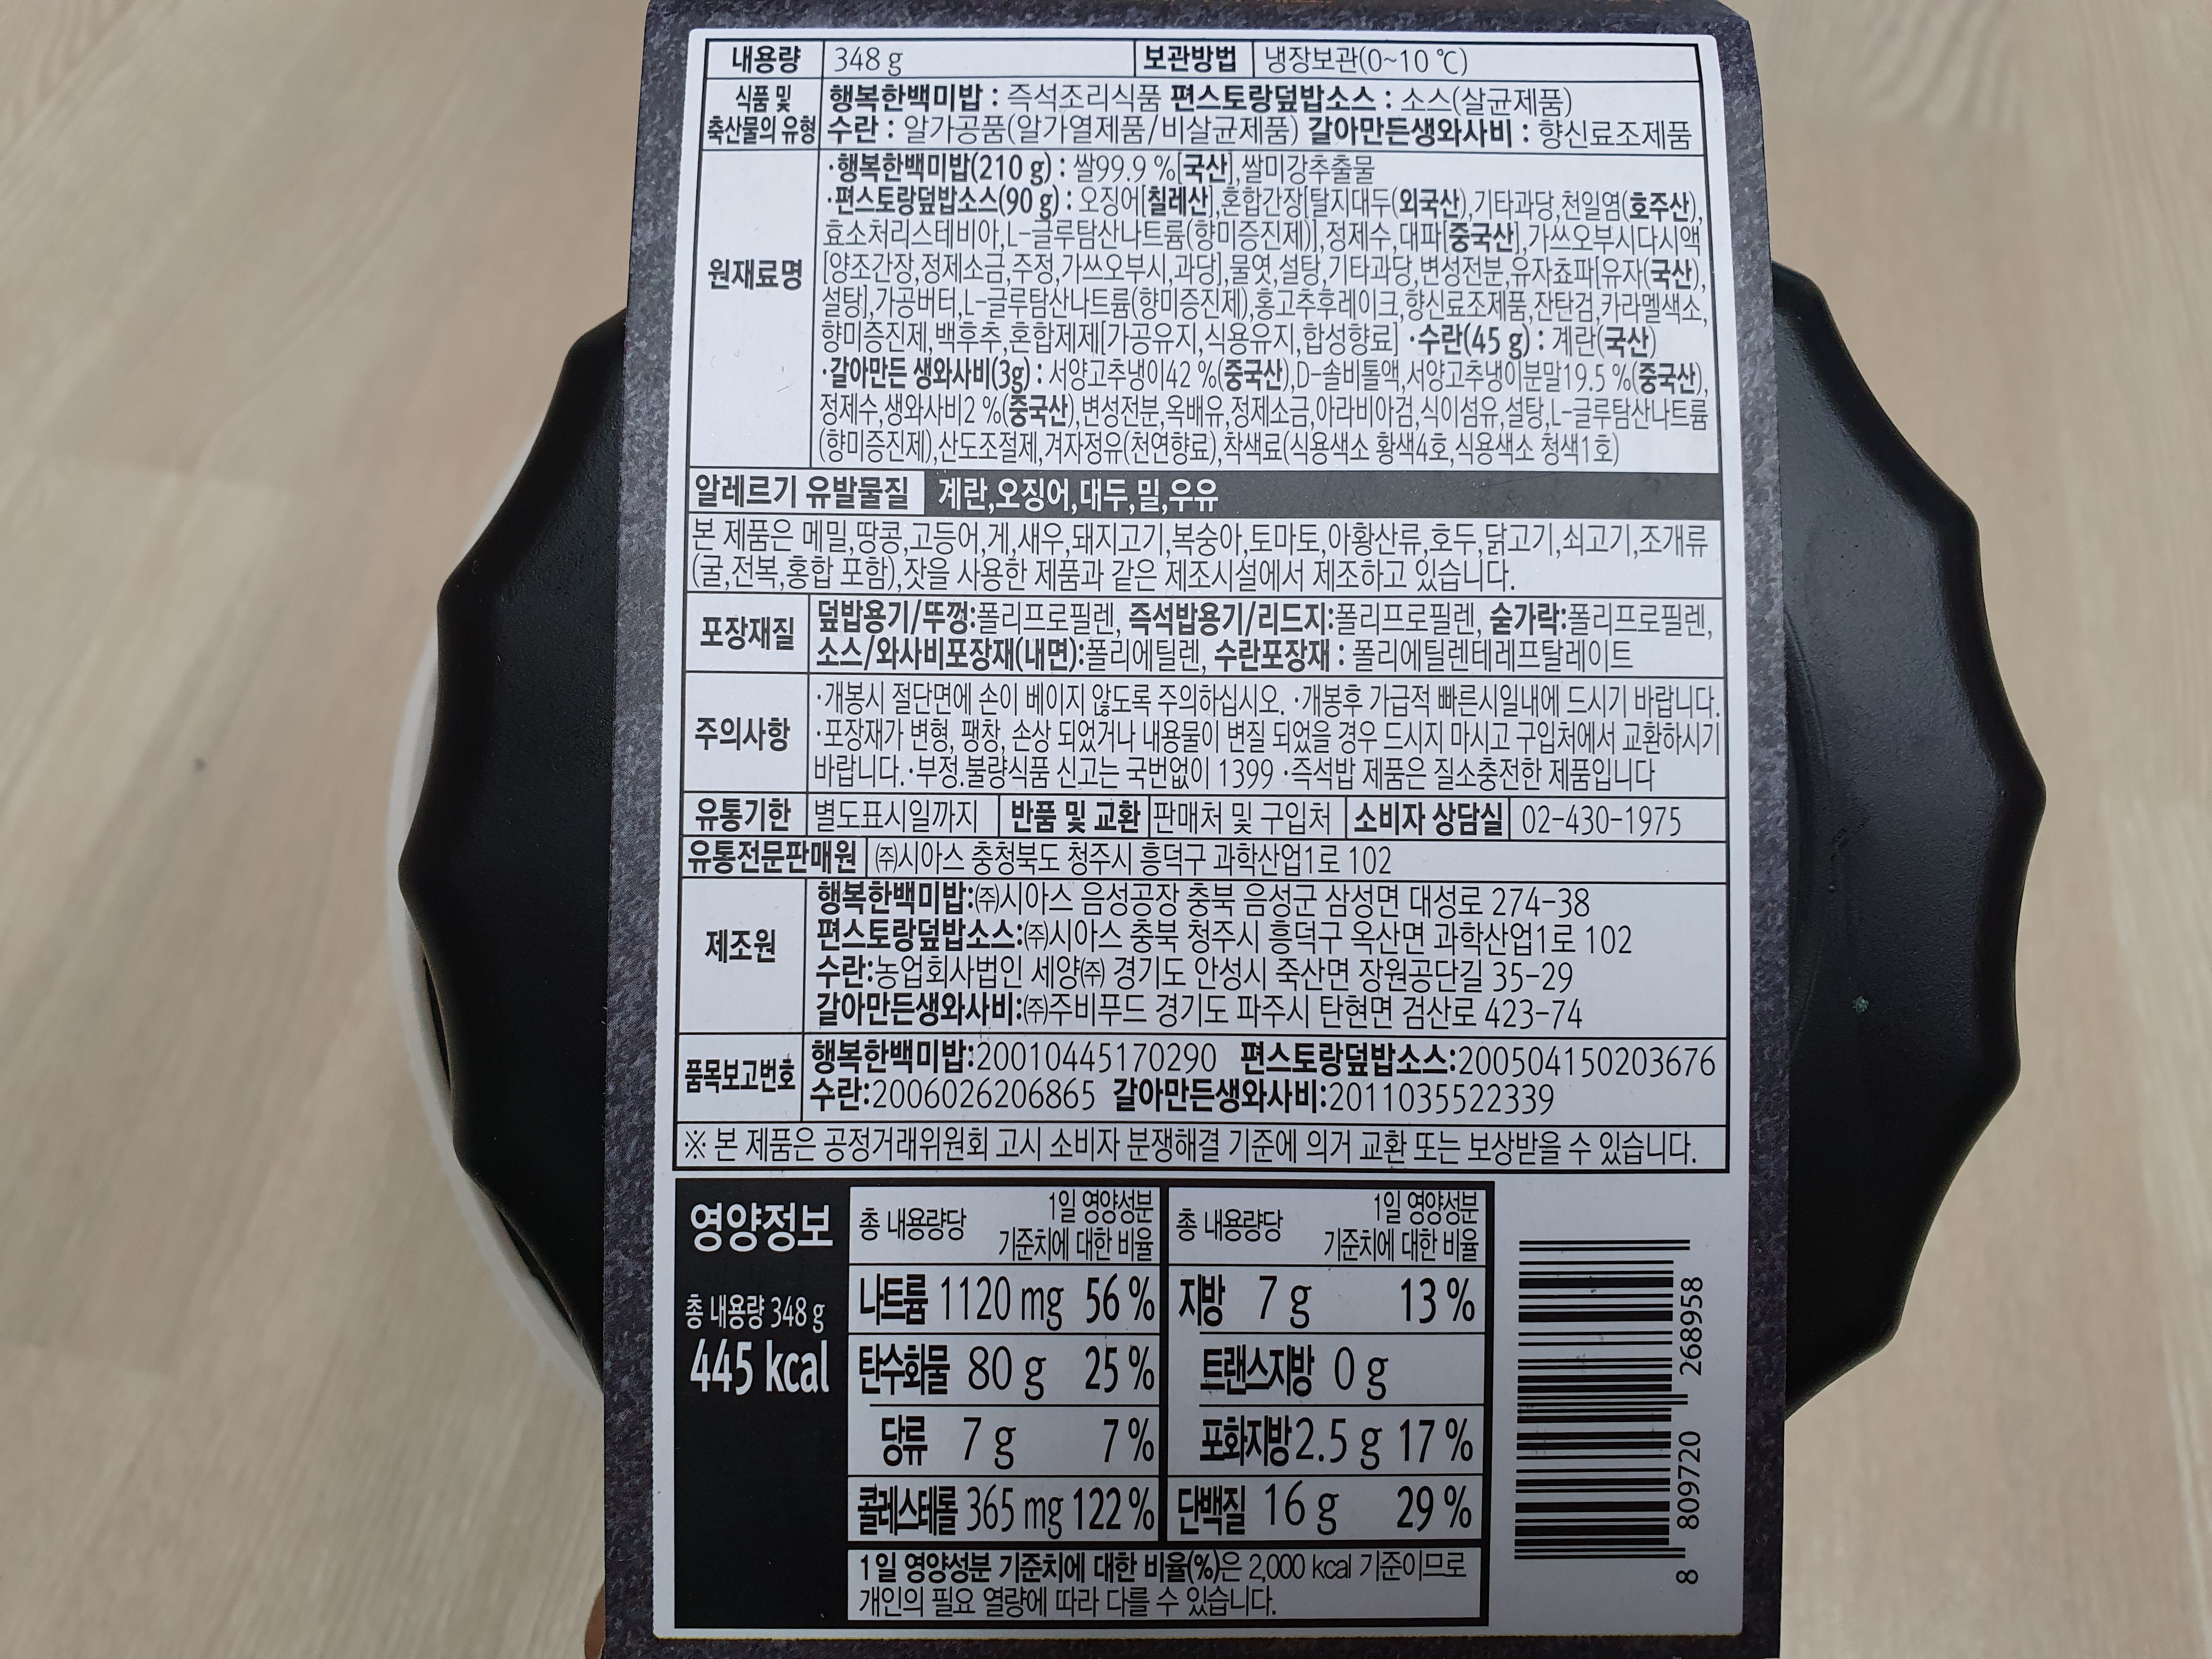 내용량 348 g 보관방법 냉장보관(0~10 ℃)
식품 및 축산물의 유형 행복한백미밥 : 즉석조리식품 편스토랑덮밥소스 : 소스(살균제품)
수란 : 알가공품(알가열제품/비살균제품) 갈아만든생와사비 : 향신료조제품
원재료명
·행복한백미밥(210 g) : 쌀99.9 %[국산],쌀미강추출물
·편스토랑덮밥소스(90 g) : 오징어[칠레산],혼합간장[탈지대두(외국산),기타과당,천일염(호주산),
효소처리스테비아,L-글루탐산나트륨(향미증진제)],정제수,대파[중국산],가쓰오부시다시액
[양조간장,정제소금,주정,가쓰오부시,과당],물엿,설탕,기타과당,변성전분,유자쵸파[유자(국산),
설탕],가공버터,L-글루탐산나트륨(향미증진제),홍고추후레이크,향신료조제품,잔탄검,카라멜색소,
향미증진제,백후추,혼합제제[가공유지,식용유지,합성향료] ·수란(45 g) : 계란(국산)
·갈아만든 생와사비(3g) : 서양고추냉이42 %(중국산),D-솔비톨액,서양고추냉이분말19.5 %(중국산),
정제수,생와사비2 %(중국산),변성전분,옥배유,정제소금,아라비아검,식이섬유,설탕,L-글루탐산나트륨
(향미증진제),산도조절제,겨자정유(천연향료),착색료(식용색소 황색4호,식용색소 청색1호)
알레르기 유발물질 계란,오징어,대두,밀,우유
본 제품은 메밀,땅콩,고등어,게,새우,돼지고기,복숭아,토마토,아황산류,호두,닭고기,쇠고기,조개류
(굴,전복,홍합 포함),잣을 사용한 제품과 같은 제조시설에서 제조하고 있습니다.
포장재질 덮밥용기/뚜껑:폴리프로필렌, 즉석밥용기/리드지:폴리프로필렌, 숟가락:폴리프로필렌,
소스/와사비포장재(내면):폴리에틸렌, 수란포장재 : 폴리에틸렌테레프탈레이트
주의사항
·개봉시 절단면에 손이 베이지 않도록 주의하십시오. ·개봉후 가급적 빠른시일내에 드시기 바랍니다.
·포장재가 변형, 팽창, 손상 되었거나 내용물이 변질 되었을 경우 드시지 마시고 구입처에서 교환하시기
바랍니다.·부정.불량식품 신고는 국번없이 1399 ·즉석밥 제품은 질소충전한 제품입니다
유통기한 별도표시일까지 반품 및 교환 판매처 및 구입처 소비자 상담실 02-430-1975
유통전문판매원 ㈜시아스 충청북도 청주시 흥덕구 과학산업1로 102
제조원
행복한백미밥:㈜시아스 음성공장 충북 음성군 삼성면 대성로 274-38
편스토랑덮밥소스:㈜시아스 충북 청주시 흥덕구 옥산면 과학산업1로 102
수란:농업회사법인 세양㈜ 경기도 안성시 죽산면 장원공단길 35-29
갈아만든생와사비:㈜주비푸드 경기도 파주시 탄현면 검산로 423-74
품목보고번호 행복한백미밥:20010445170290 편스토랑덮밥소스:200504150203676
수란:2006026206865 갈아만든생와사비:2011035522339
※ 본 제품은 공정거래위원회 고시 소비자 분쟁해결 기준에 의거 교환 또는 보상받을 수 있습니다.
영양정보
총 내용량 348 g
445 kcal
총 내용량당 1일 영양성분 기준치에 대한 비율 총 내용량당 1일 영양성분 기준치에 대한 비율
나트륨 1120 mg 56 % 지방 7 g 13 %
탄수화물 80 g 25 % 트랜스지방 0 g
당류 7 g 7 % 포화지방 2.5 g 17 %
콜레스테롤 365 mg 122 % 단백질 16 g 29 %
1일 영양성분 기준치에 대한 비율(%)은 2,000 kcal 기준이므로
개인의 필요 열량에 따라 다를 수 있습니다.
8 809720 268958